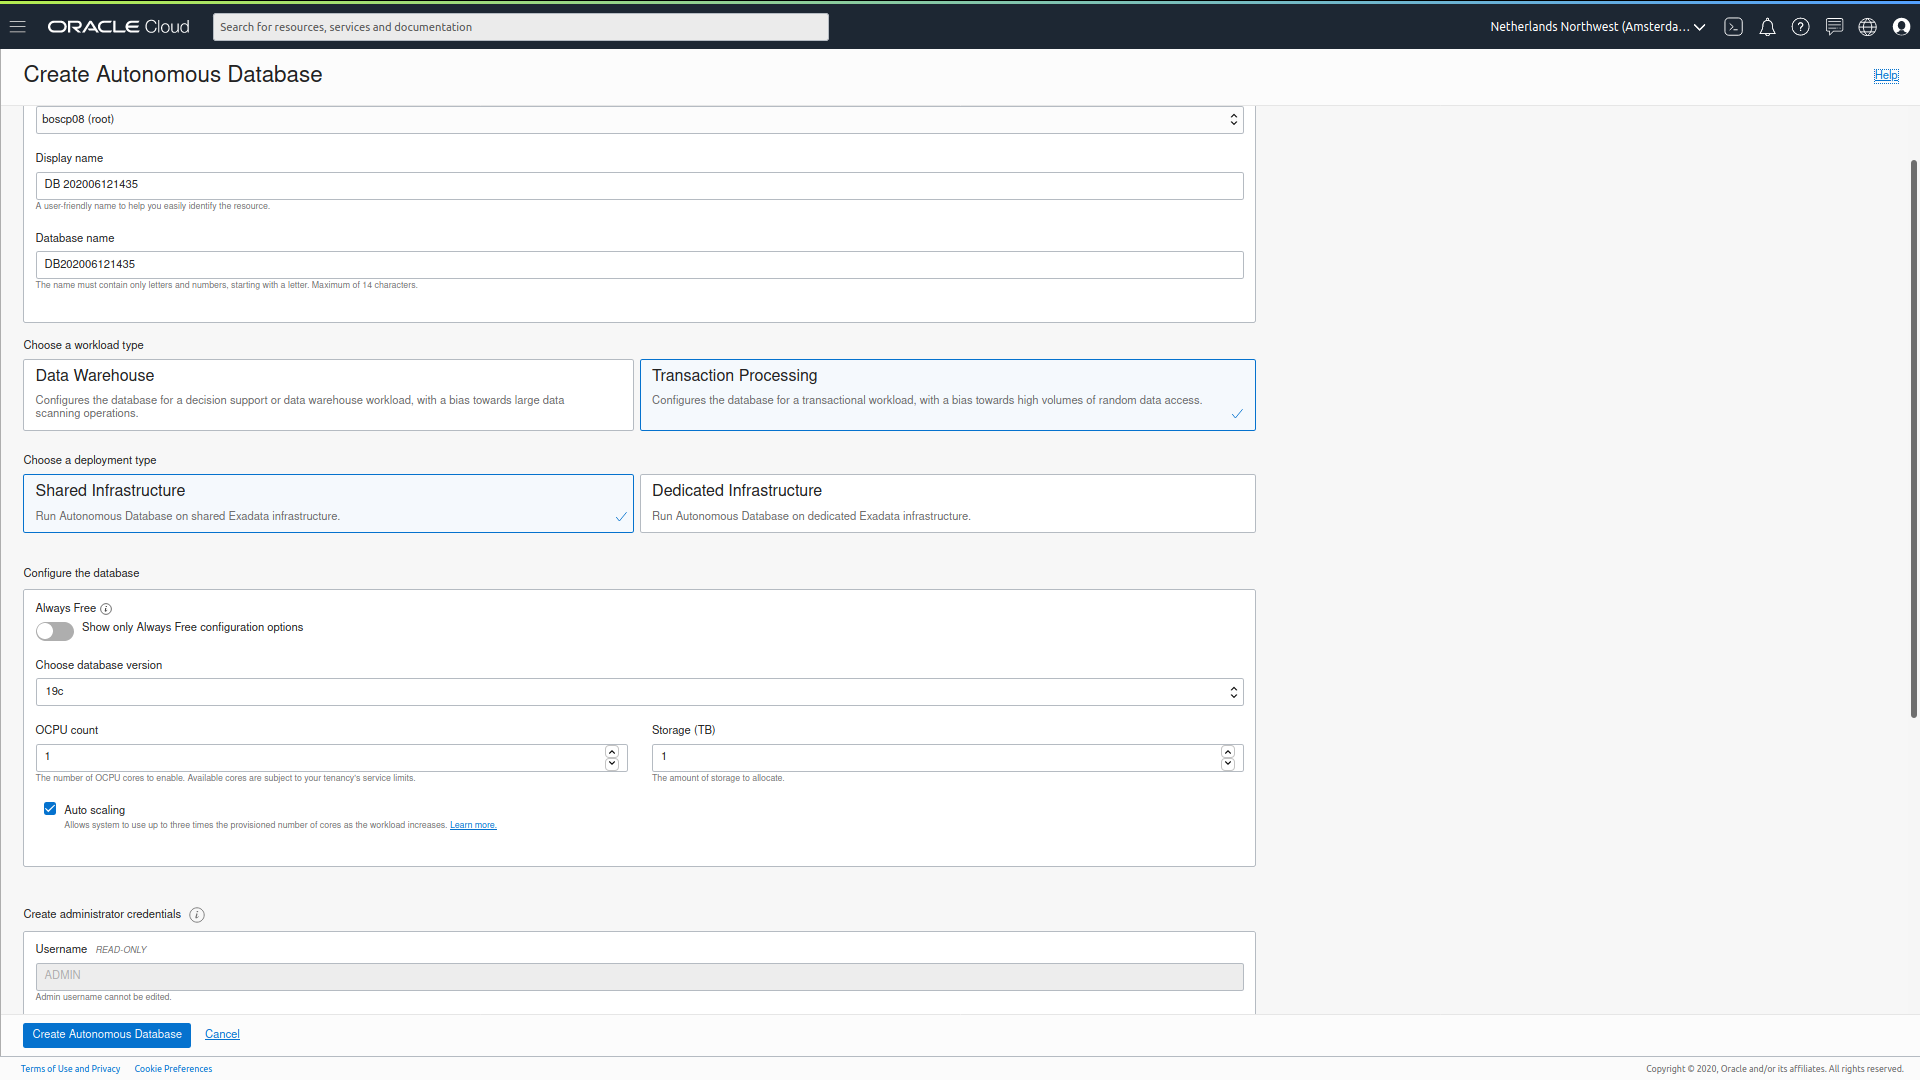 ORACLE Cloud
Search for resources, services and documentation
Netherlands Northwest (Amsterda...
Create Autonomous Database
Help
boscp08 (root)
Display name
DB 202006121435
A user-friendly name to help you easily identify the resource.
Database name
DB202006121435
The name must contain only letters and numbers, starting with a letter. Maximum of 14 characters.
Choose a workload type
Data Warehouse
Configures the database for a decision support or data warehouse workload, with a bias towards large data
scanning operations.
Transaction Processing
Configures the database for a transactional workload, with a bias towards high volumes of random data access.
Choose a deployment type
Shared Infrastructure
Run Autonomous Database on shared Exadata infrastructure.
Dedicated Infrastructure
Run Autonomous Database on dedicated Exadata infrastructure.
Configure the database
Always Free
Show only Always Free configuration options
Choose database version
19c
OCPU count
1
The number of OCPU cores to enable. Available cores are subject to your tenancy's service limits.
Storage (TB)
1
The amount of storage to allocate.
Auto scaling
Allows system to use up to three times the provisioned number of cores as the workload increases. Learn more.
Create administrator credentials
Username READ-ONLY
ADMIN
Admin username cannot be edited.
Create Autonomous Database
Cancel
Terms of Use and Privacy
Cookie Preferences
Copyright © 2020, Oracle and/or its affiliates. All rights reserved.